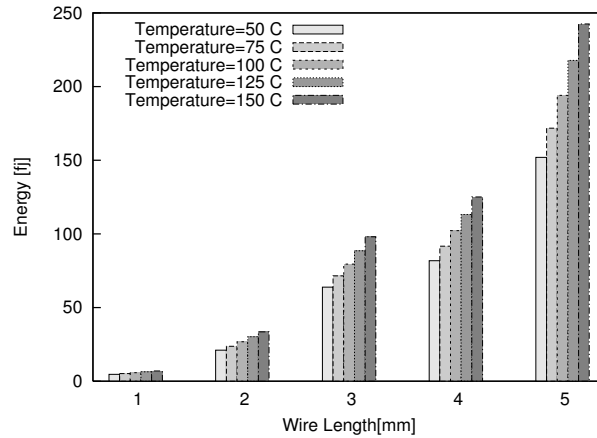 Temperature=50 C
Temperature=75 C
Temperature=100 C
Temperature=125 C
Temperature=150 C
250
200
150
100
50
0
Energy [fj]
1 2 3 4 5
Wire Length[mm]